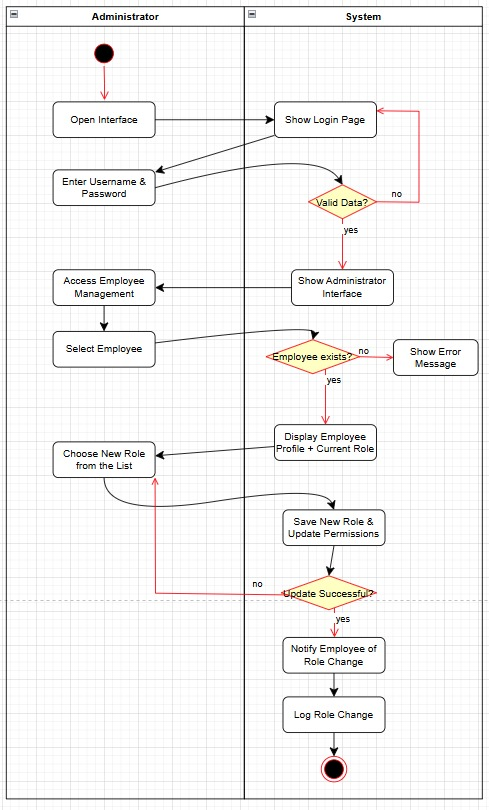 Administrator
System
Open Interface
Show Login Page
Enter Username &
Password
Valid Data?
no
yes
Access Employee
Management
Show Administrator
Interface
Select Employee
Employee exists?
no
Show Error
Message
yes
Display Employee
Profile + Current Role
Choose New Role
from the List
Save New Role &
Update Permissions
no
Update Successful?
yes
Notify Employee of
Role Change
Log Role Change